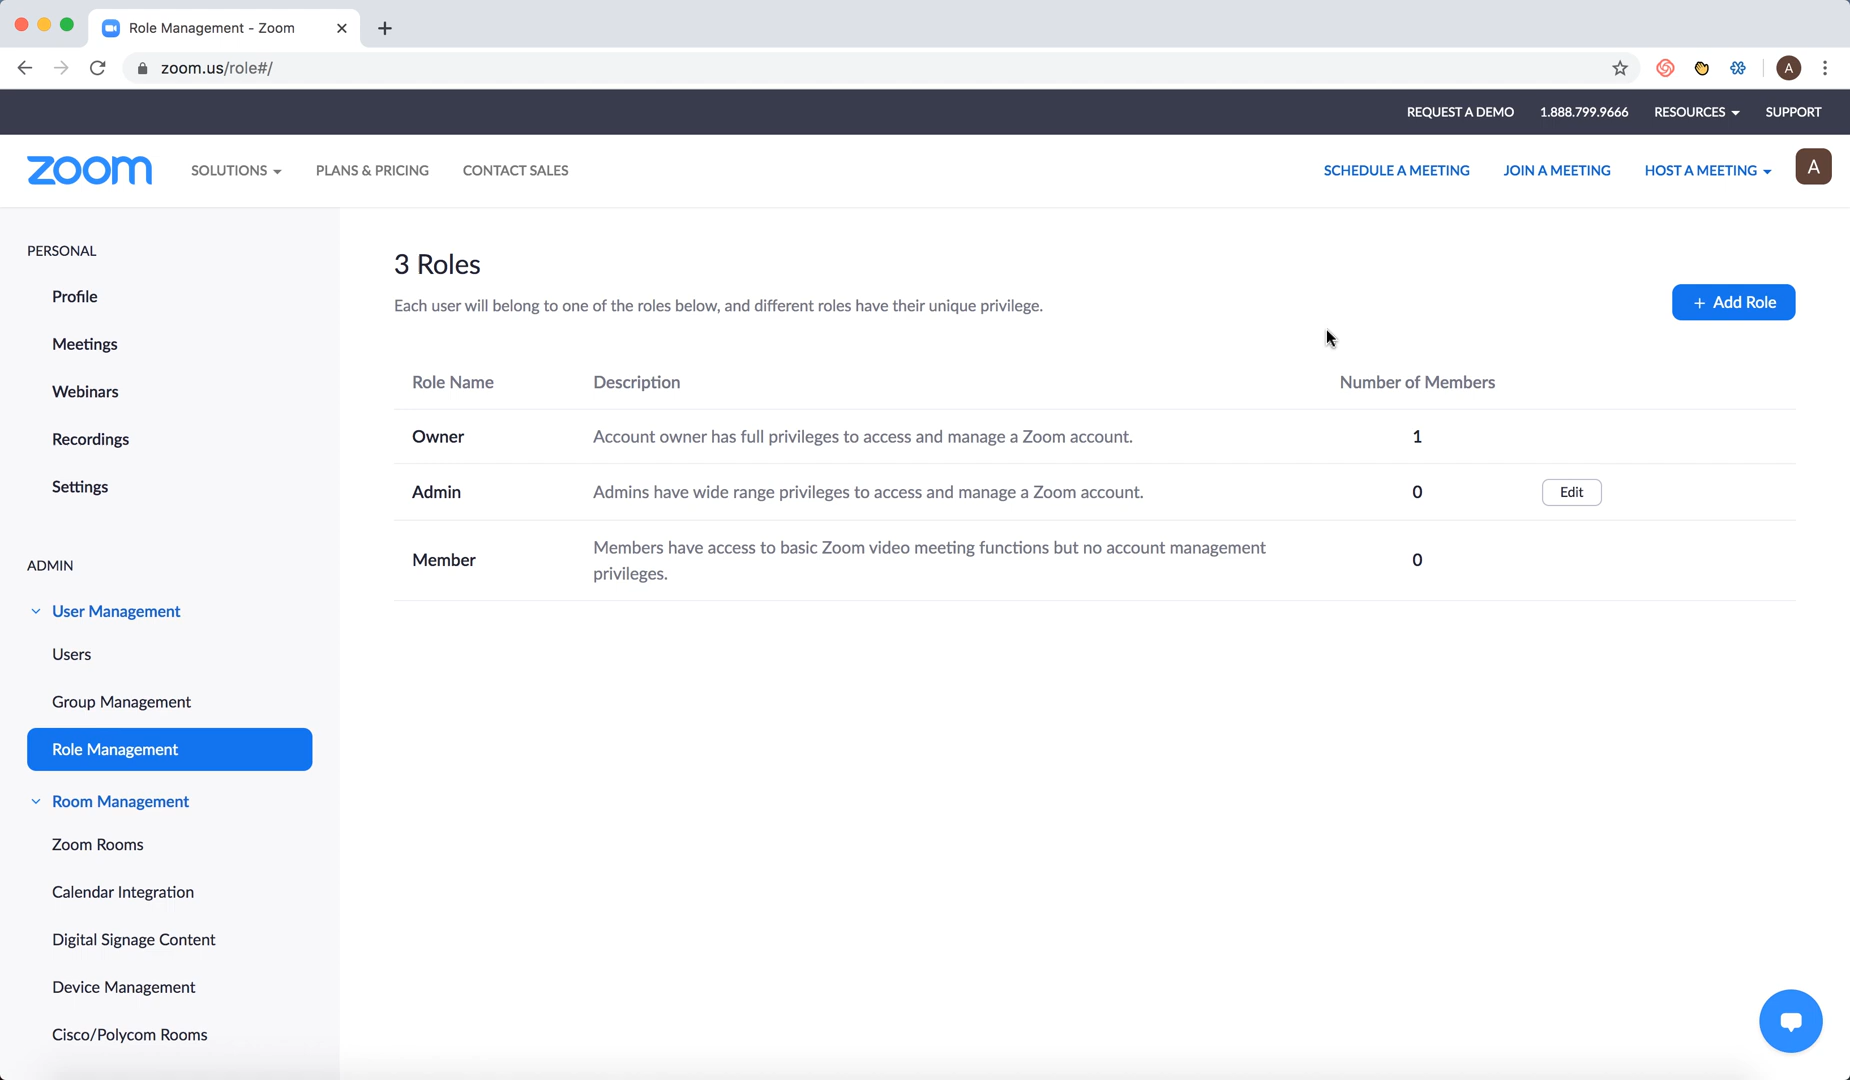 Role Management - Zoom
zoom.us/role#/
A
REQUEST A DEMO 1.888.799.9666 RESOURCES SUPPORT
zoom SOLUTIONS PLANS & PRICING CONTACT SALES SCHEDULE A MEETING JOIN A MEETING HOST A MEETING A
PERSONAL
Profile
Meetings
Webinars
Recordings
Settings
ADMIN
User Management
Users
Group Management
Role Management
Room Management
Zoom Rooms
Calendar Integration
Digital Signage Content
Device Management
Cisco/Polycom Rooms
3 Roles
Each user will belong to one of the roles below, and different roles have their unique privilege.
+ Add Role
Role Name Description Number of Members
Owner Account owner has full privileges to access and manage a Zoom account. 1
Admin Admins have wide range privileges to access and manage a Zoom account. 0 Edit
Member Members have access to basic Zoom video meeting functions but no account management
privileges. 0